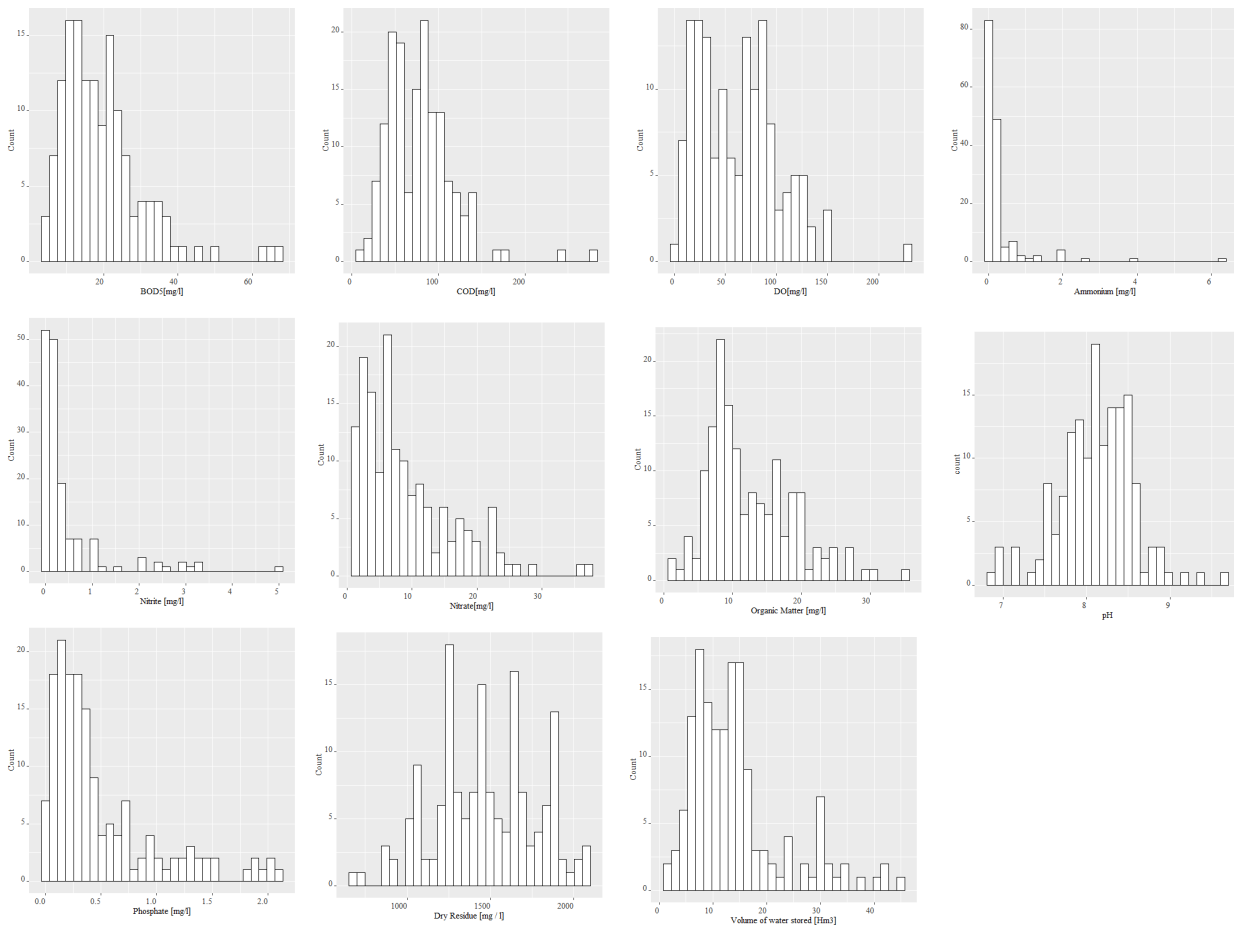 15
10
5
0
Count
20 40 60
BOD5[mg/l]
20
15
10
5
0
Count
0 100 200
COD[mg/l]
10
5
0
Count
0 50 100 150 200
DO[mg/l]
80
60
40
20
0
Count
0 2 4 6
Ammonium [mg/l]
50
40
30
20
10
0
Count
0 1 2 3 4 5
Nitrite [mg/l]
20
15
10
5
0
Count
0 10 20 30
Nitrate[mg/l]
20
15
10
5
0
Count
0 10 20 30
Organic Matter [mg/l]
15
10
5
0
count
7 8 9
pH
20
15
10
5
0
Count
0.0 0.5 1.0 1.5 2.0
Phosphate [mg/l]
15
10
5
0
Count
1000 1500 2000
Dry Residue [mg / l]
15
10
5
0
Count
0 10 20 30 40
Volume of water stored [Hm3]